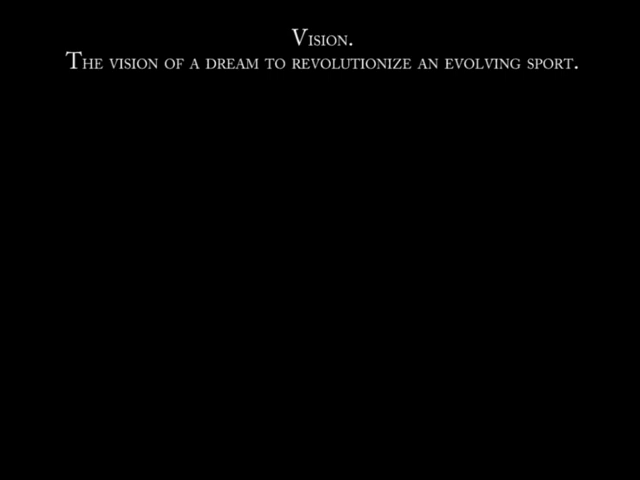 Vision.
The vision of a dream to revolutionize an evolving sport.